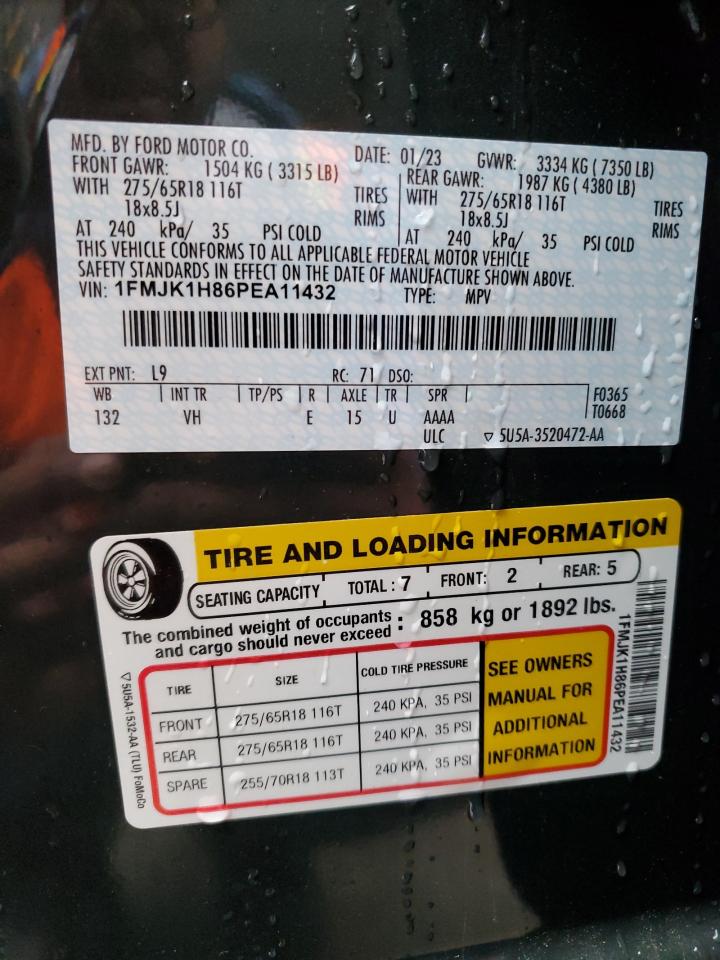 MFD. BY FORD MOTOR CO. DATE: 01/23 GVWR: 3334 KG ( 7350 LB)
FRONT GAWR: 1504 KG ( 3315 LB) REAR GAWR: 1987 KG ( 4380 LB)
WITH 275/65R18 116T TIRES WITH 275/65R18 116T TIRES
18x8.5J RIMS 18x8.5J RIMS
AT 240 kPa/ 35 PSI COLD AT 240 kPa/ 35 PSI COLD
THIS VEHICLE CONFORMS TO ALL APPLICABLE FEDERAL MOTOR VEHICLE
SAFETY STANDARDS IN EFFECT ON THE DATE OF MANUFACTURE SHOWN ABOVE.
VIN: 1FMJK1H86PEA11432 TYPE: MPV
EXT PNT: L9 RC: 71 DSO:
WB INT TR TP/PS R AXLE TR SPR F0365
132 VH E 15 U AAAA T0668
ULC ▽ 5U5A-3520472-AA
TIRE AND LOADING INFORMATION
SEATING CAPACITY TOTAL : 7 FRONT: 2 REAR: 5
The combined weight of occupants
and cargo should never exceed : 858 kg or 1892 lbs.
TIRE SIZE COLD TIRE PRESSURE
FRONT 275/65R18 116T 240 KPA, 35 PSI
REAR 275/65R18 116T 240 KPA, 35 PSI
SPARE 255/70R18 113T 240 KPA, 35 PSI
SEE OWNERS
MANUAL FOR
ADDITIONAL
INFORMATION
1FMJK1H86PEA11432
▽ 5U5A-1532-AA (TLU) FoMoCo